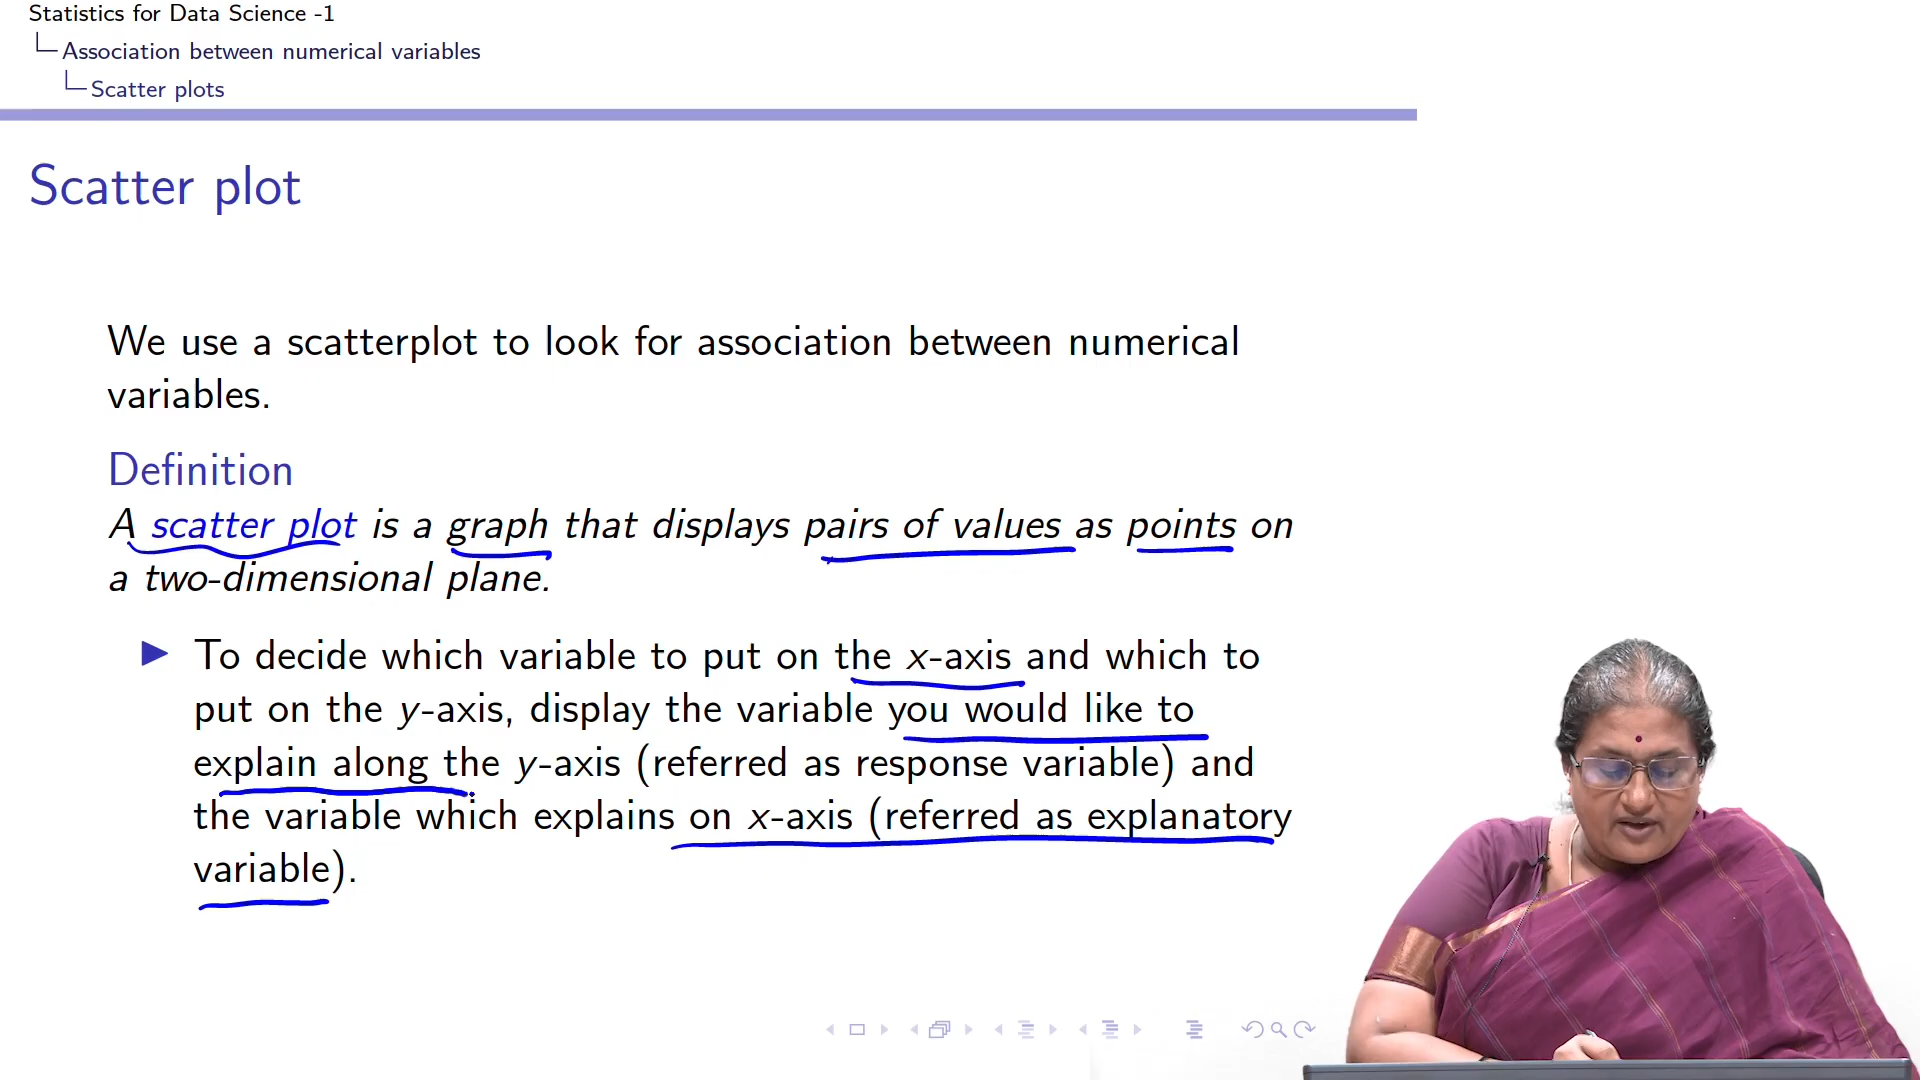 Statistics for Data Science -1
Association between numerical variables
Scatter plots
Scatter plot
We use a scatterplot to look for association between numerical
variables.
Definition
A scatter plot is a graph that displays pairs of values as points on
a two-dimensional plane.
To decide which variable to put on the x-axis and which to
put on the y-axis, display the variable you would like to
explain along the y-axis (referred as response variable) and
the variable which explains on x-axis (referred as explanatory
variable).